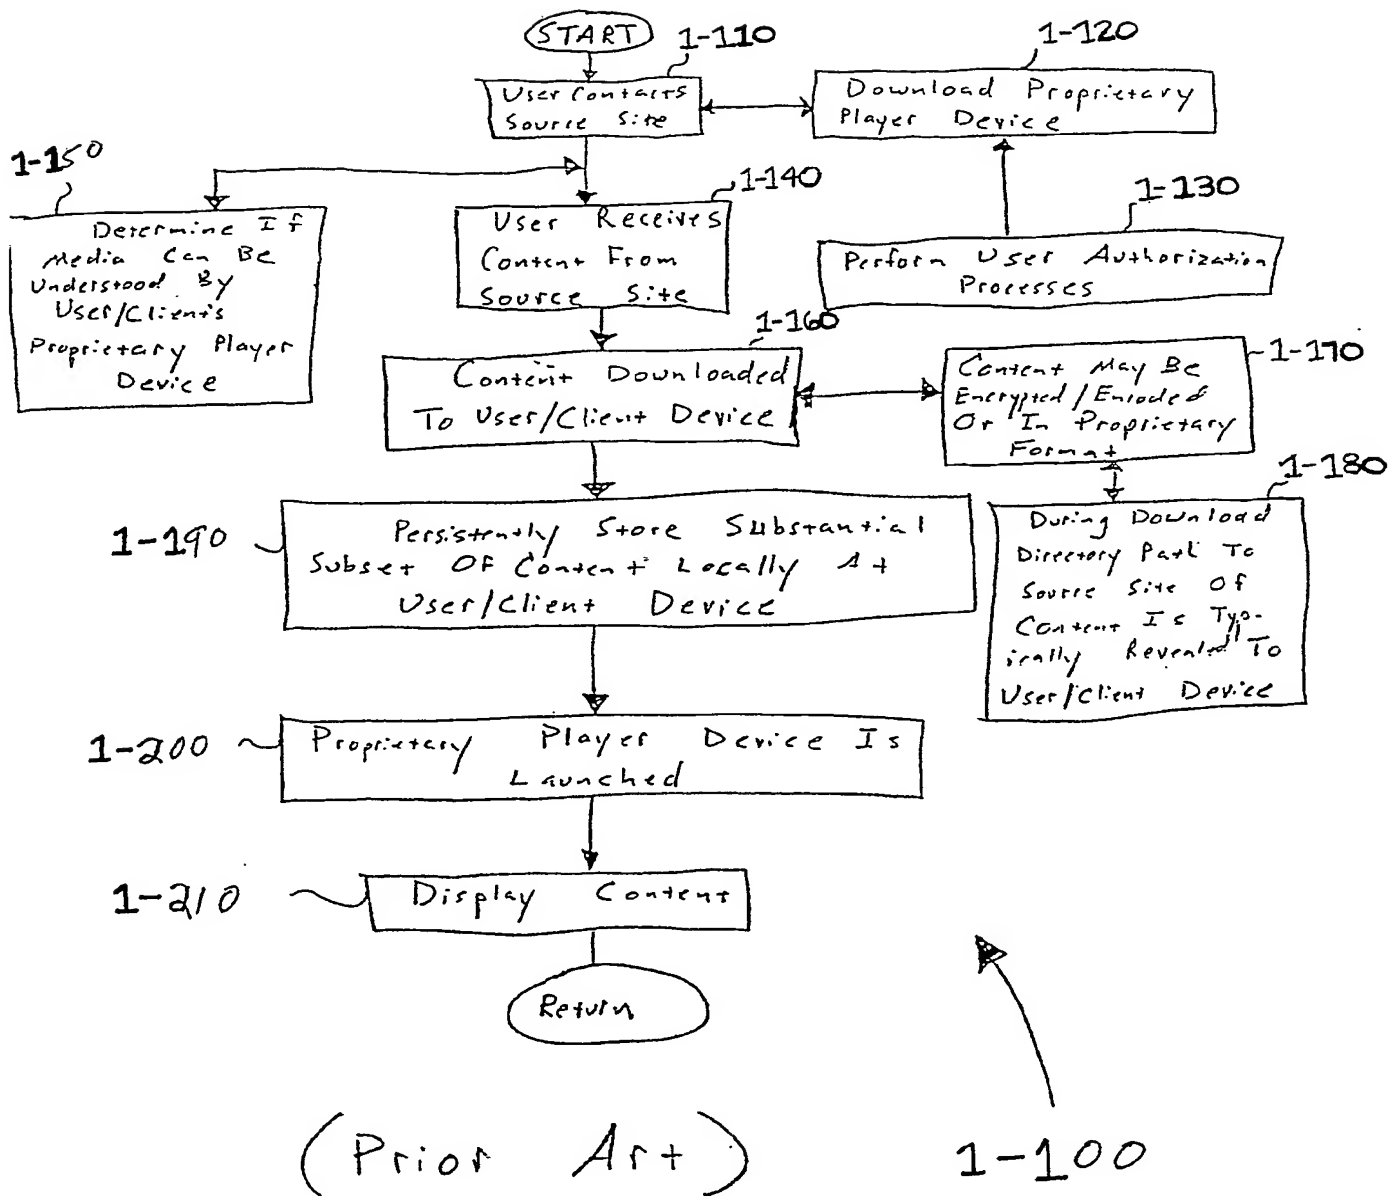 START
1-110
User Contacts
Source Site
1-120
Download Proprietary
Player Device
1-130
Perform User Authorization
Processes
1-150
Determine If
Media Can Be
Understood By
User/Client's
Proprietary Player
Device
1-140
User Receives
Content From
Source Site
1-160
Content Downloaded
To User/Client Device
1-170
Content May Be
Encrypted/Encoded
Or In Proprietary
Format
1-180
During Download
Directory Path To
Source Site Of
Content Is Typ-
ically Revealed To
User/Client Device
1-190
Persistently Store Substantial
Subset Of Content Locally At
User/Client Device
1-200
Proprietary Player Device Is
Launched
1-210
Display Content
Return
(Prior Art)
1-100